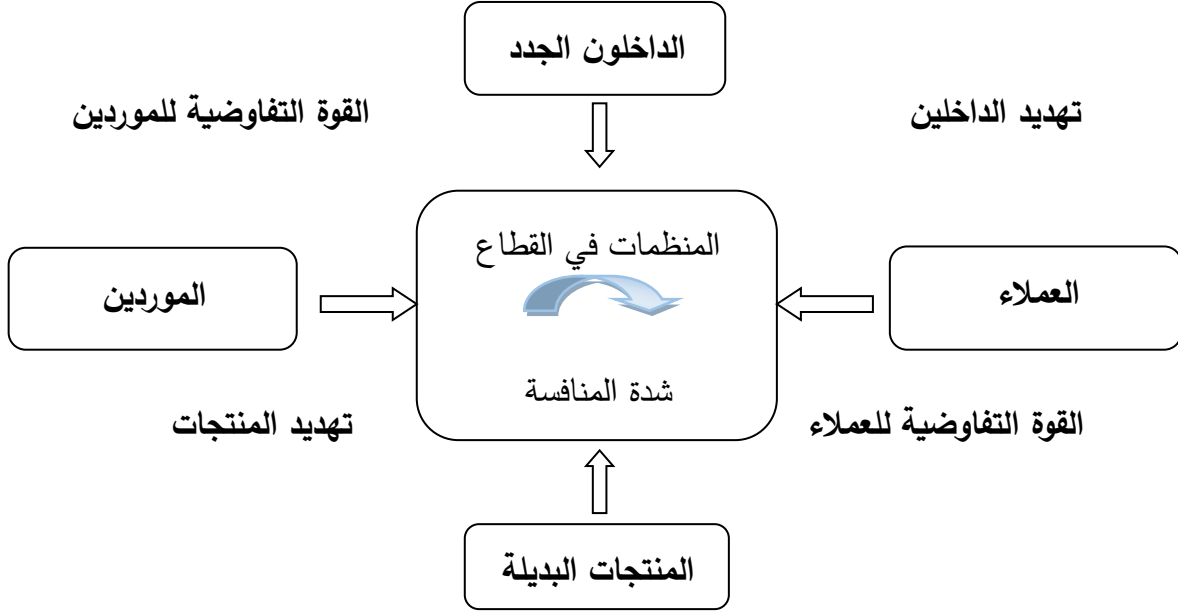 الداخلون الجدد
تهديد الداخلين
القوة التفاوضية للموردين
المنظمات في القطاع
العملاء
الموردين
شدة المنافسة
القوة التفاوضية للعملاء
تهديد المنتجات
المنتجات البديلة